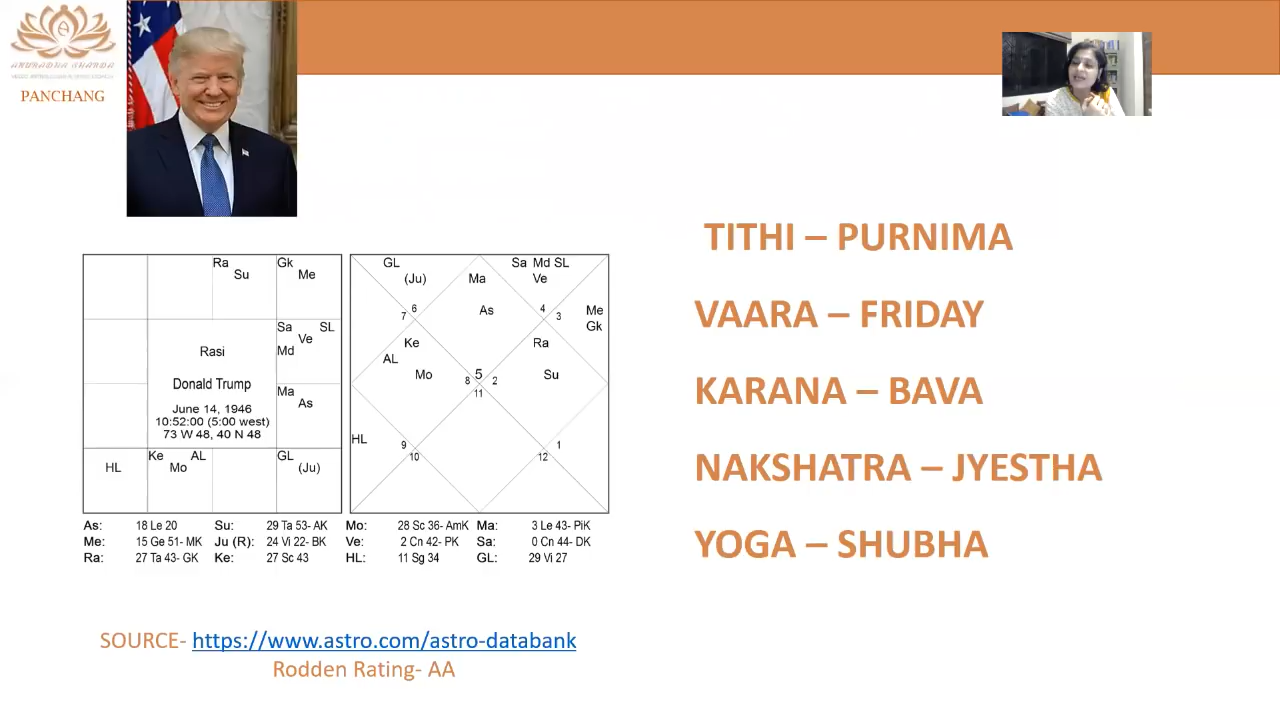 ANURADHA SHARDA
PANCHANG
TITHI – PURNIMA
VAARA – FRIDAY
KARANA – BAVA
NAKSHATRA – JYESTHA
YOGA – SHUBHA
Ra
Su
Gk
Me
Sa SL
Ve
Md
Rasi
Donald Trump
June 14, 1946
10:52:00 (5:00 west)
73 W 48, 40 N 48
Ma
As
HL
Ke AL
Mo
GL
(Ju)
GL
(Ju)
Ma
Sa Md SL
Ve
As
6
7
4
3
Me
Gk
Ke
AL
Mo
Ra
Su
5
8 2
11
HL
9
10
1
12
As: 18 Le 20 Su: 29 Ta 53- AK Mo: 28 Sc 36- AmK Ma: 3 Le 43- PiK
Me: 15 Ge 51- MK Ju (R): 24 Vi 22- BK Ve: 2 Cn 42- PK Sa: 0 Cn 44- DK
Ra: 27 Ta 43- GK Ke: 27 Sc 43 HL: 11 Sg 34 GL: 29 Vi 27
SOURCE- https://www.astro.com/astro-databank
Rodden Rating- AA